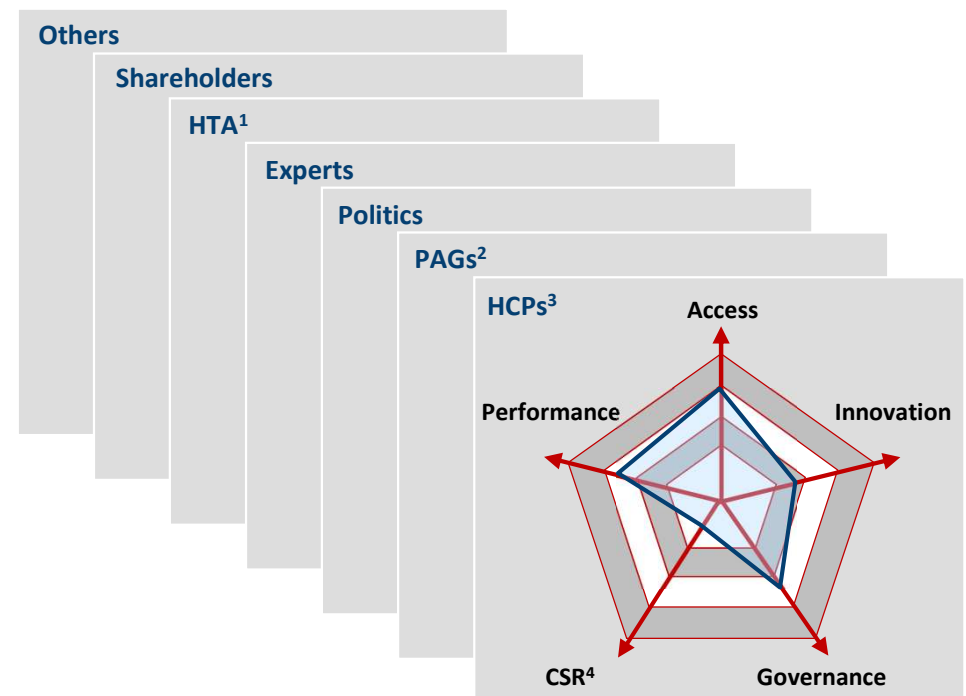 Others
Shareholders
HTA¹
Experts
Politics
PAGs²
HCPs³
Access
Performance
Innovation
CSR⁴
Governance